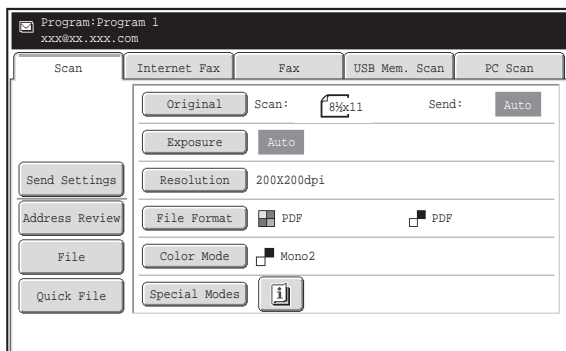 Program:Program 1
xxx@xx.xxx.com
Scan Internet Fax Fax USB Mem. Scan PC Scan
Original Scan: 8½x11 Send: Auto
Exposure Auto
Send Settings Resolution 200X200dpi
Address Review File Format PDF PDF
File Color Mode Mono2
Quick File Special Modes